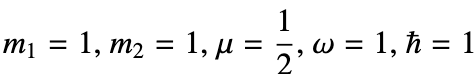 m₁ = 1, m₂ = 1, μ = 1/2, ω = 1, ℏ = 1